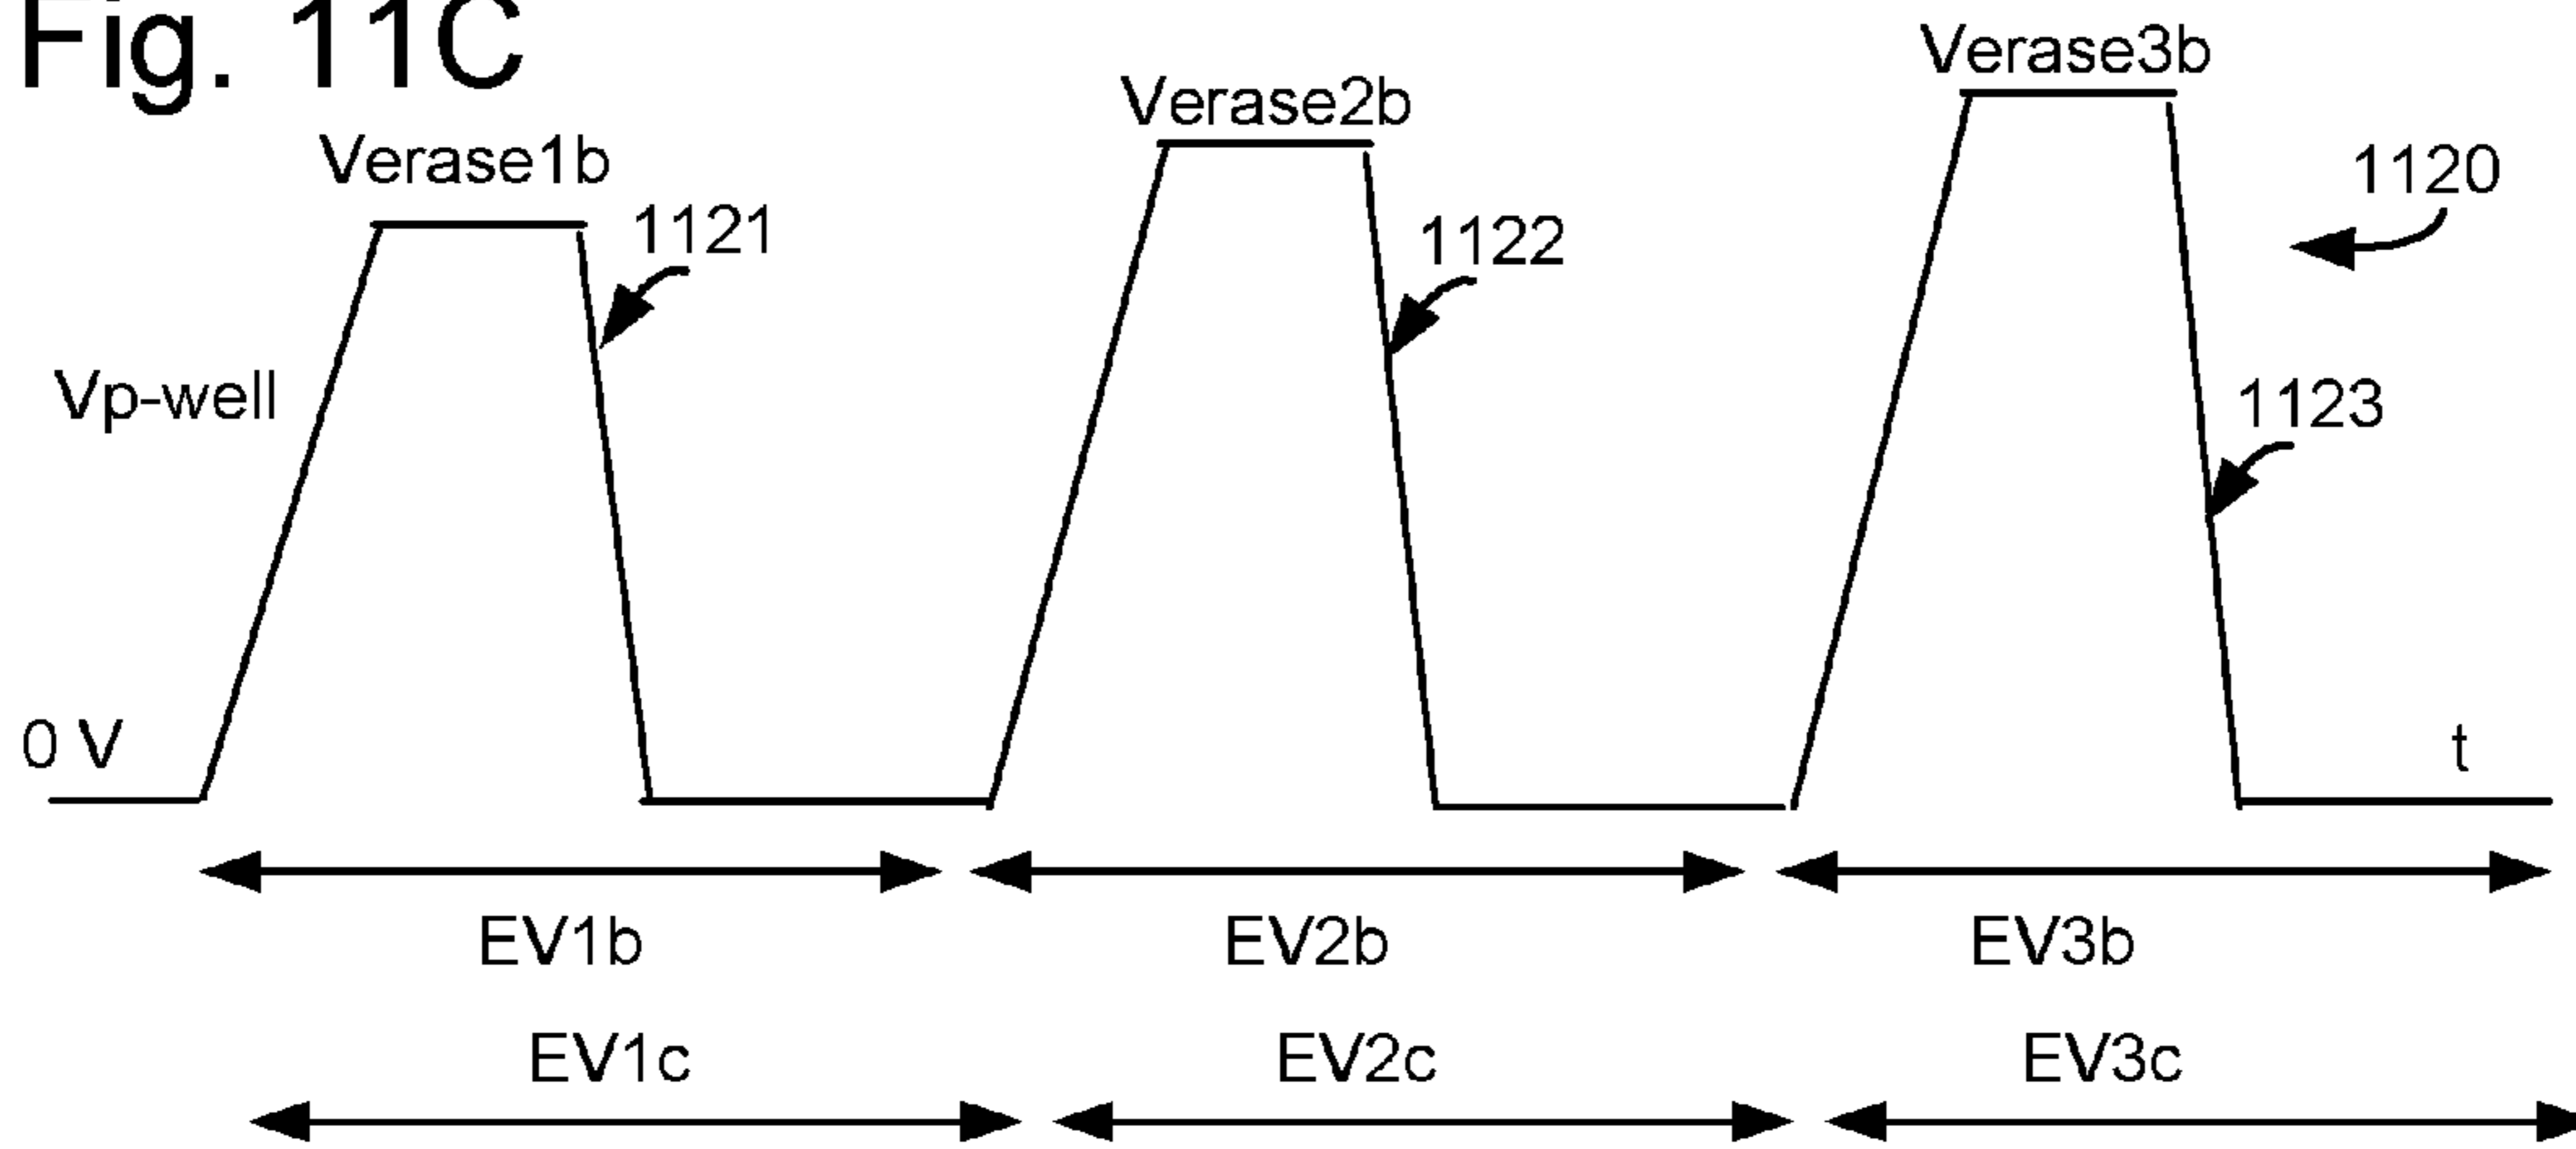 Fig. 11C
Verase1b
Verase2b
Verase3b
1121
1122
1120
Vp-well
1123
0 V
t
EV1b
EV2b
EV3b
EV1c
EV2c
EV3c